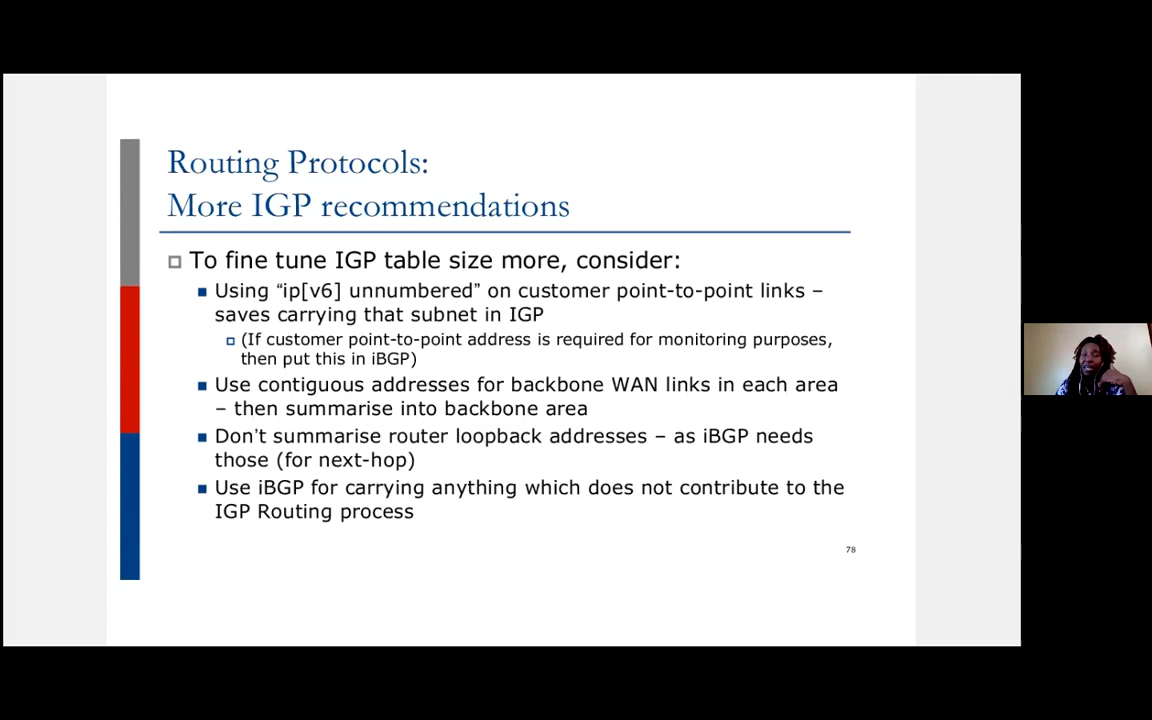 Routing Protocols:
More IGP recommendations
To fine tune IGP table size more, consider:
Using “ip[v6] unnumbered” on customer point-to-point links –
saves carrying that subnet in IGP
(If customer point-to-point address is required for monitoring purposes,
then put this in iBGP)
Use contiguous addresses for backbone WAN links in each area
– then summarise into backbone area
Don’t summarise router loopback addresses – as iBGP needs
those (for next-hop)
Use iBGP for carrying anything which does not contribute to the
IGP Routing process
78